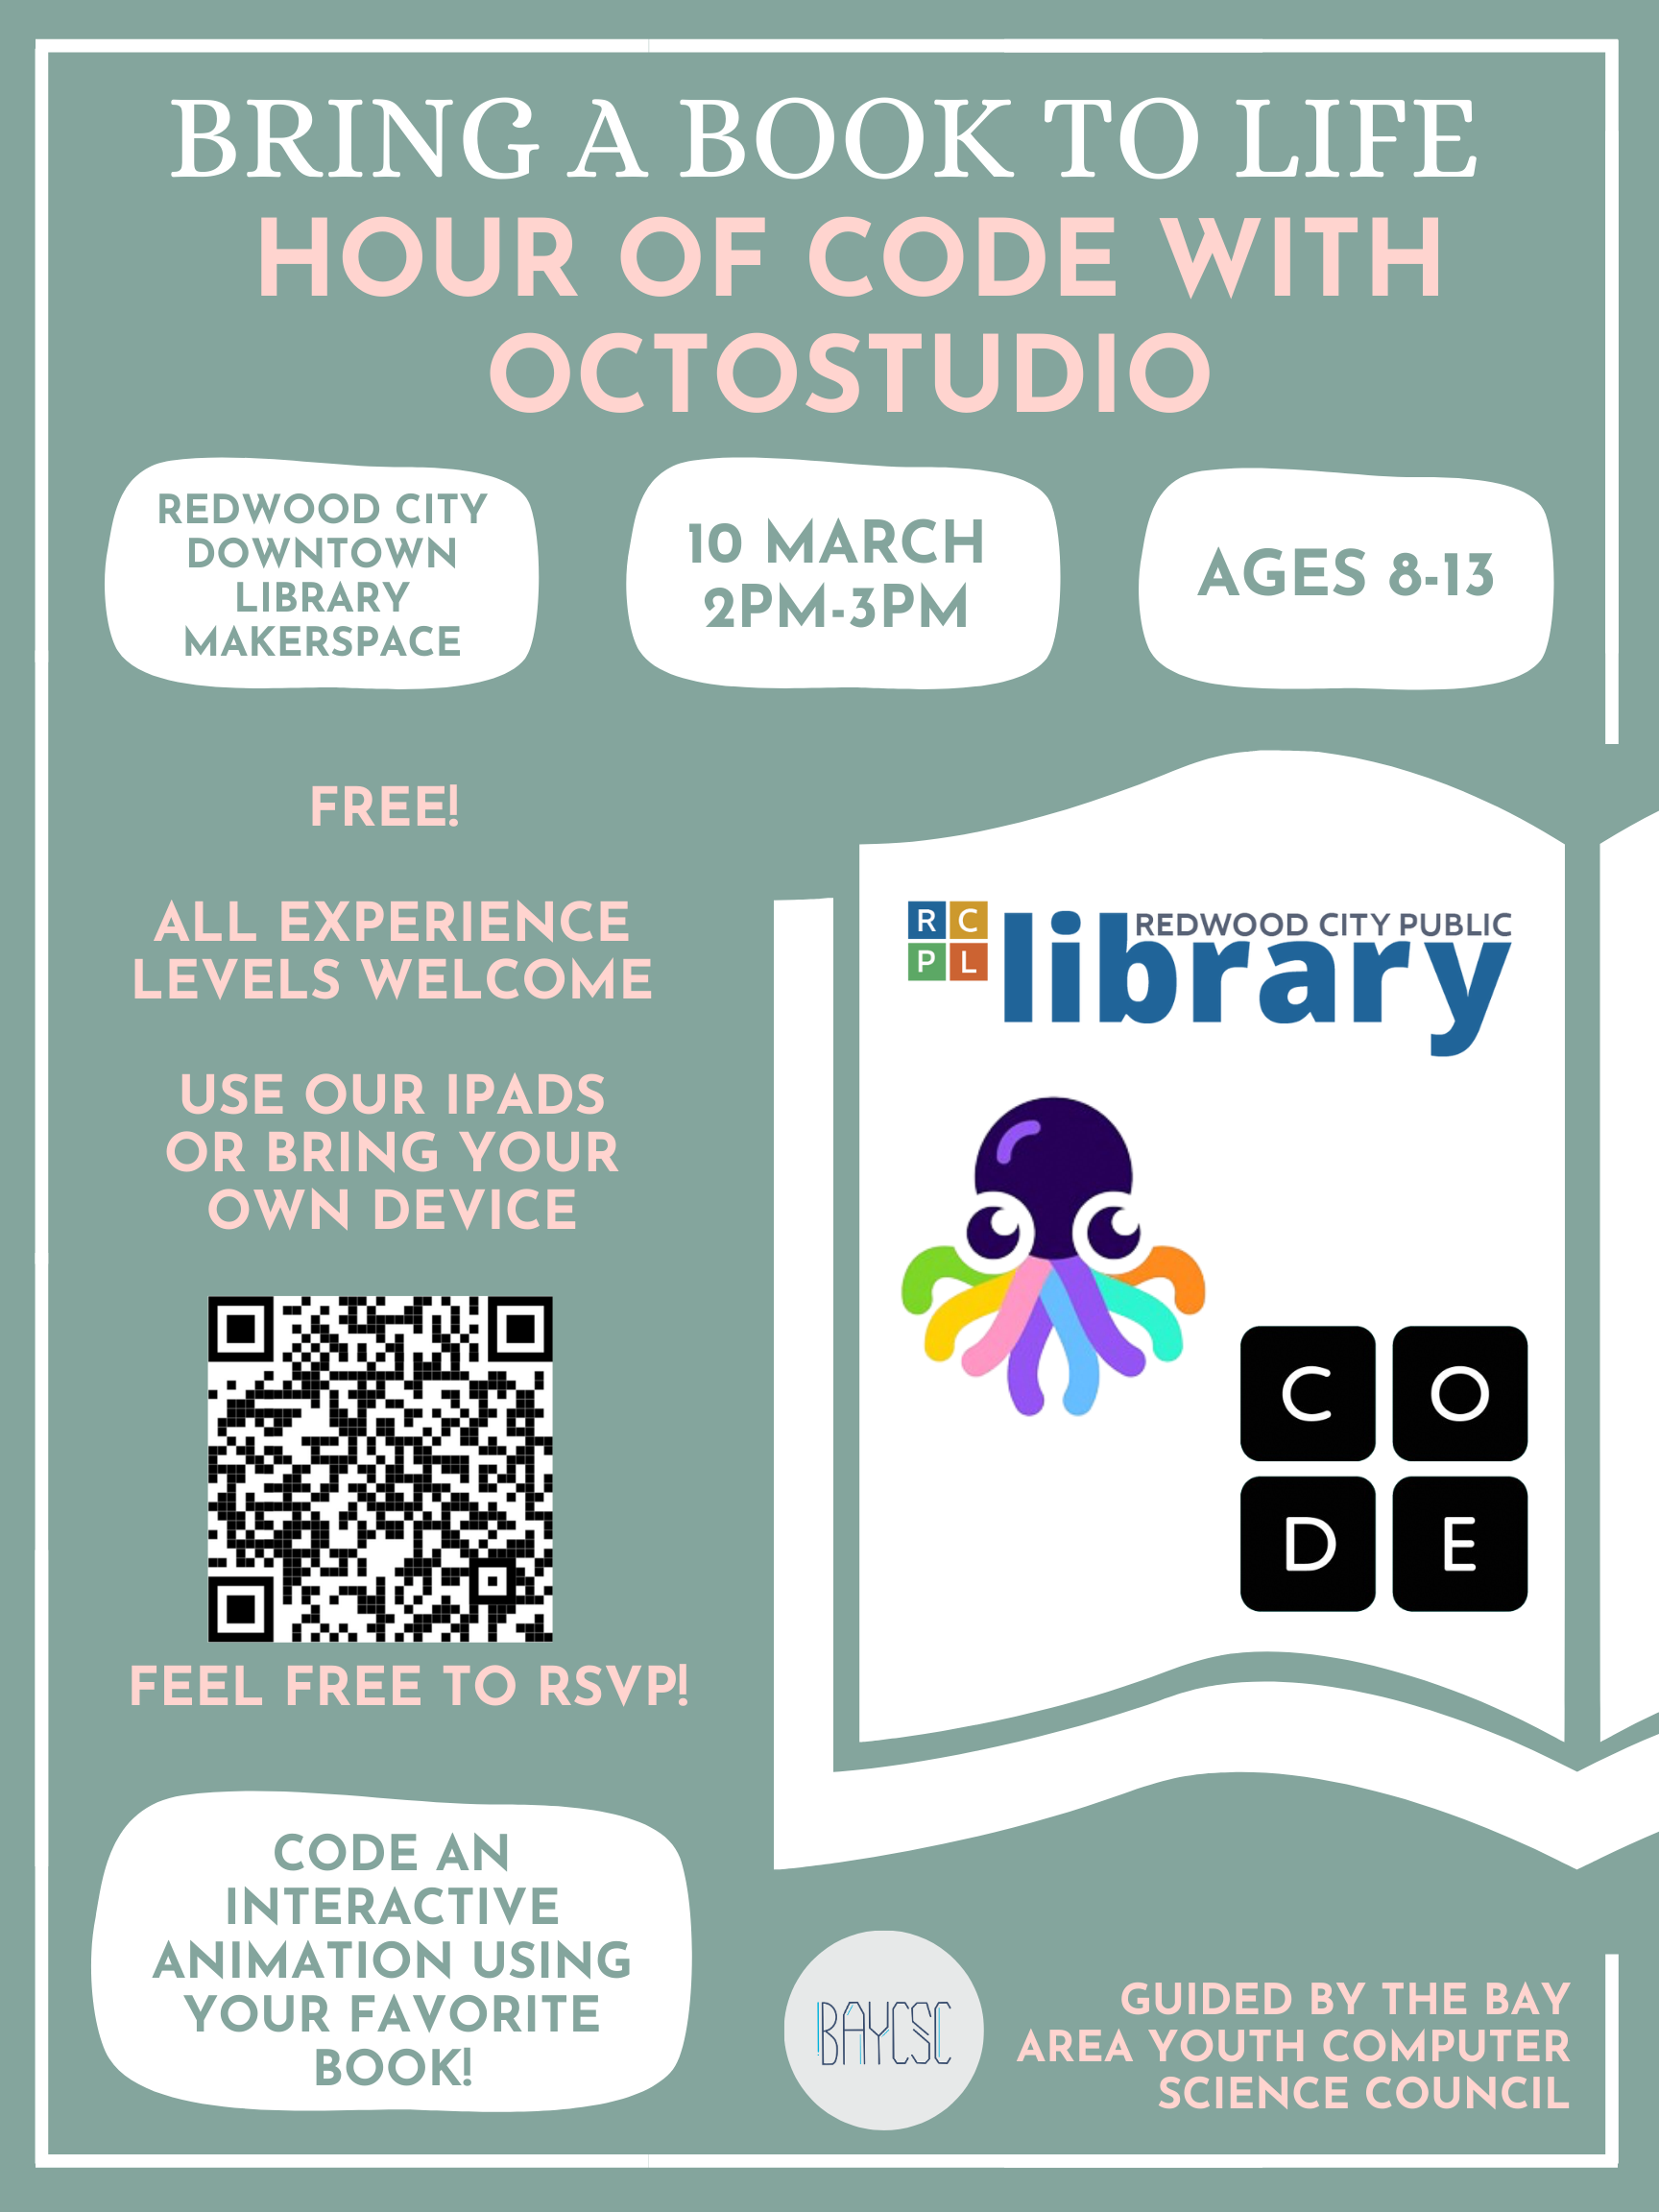 BRING A BOOK TO LIFE
HOUR OF CODE WITH
OCTOSTUDIO
REDWOOD CITY
DOWNTOWN
LIBRARY
MAKERSPACE
10 MARCH
2PM-3PM
AGES 8-13
FREE!
ALL EXPERIENCE
LEVELS WELCOME
USE OUR IPADS
OR BRING YOUR
OWN DEVICE
FEEL FREE TO RSVP!
CODE AN
INTERACTIVE
ANIMATION USING
YOUR FAVORITE
BOOK!
R C
P L
REDWOOD CITY PUBLIC
library
C O
D E
BAYCSC
GUIDED BY THE BAY
AREA YOUTH COMPUTER
SCIENCE COUNCIL